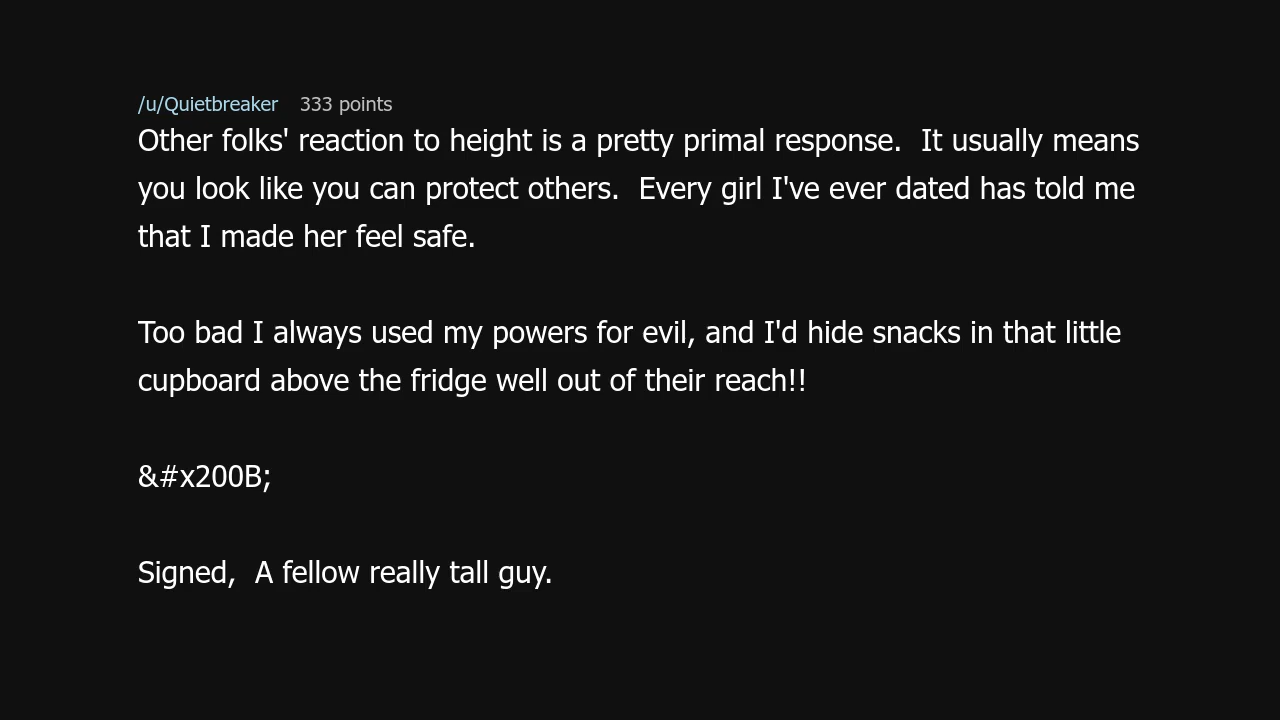 /u/Quietbreaker 333 points
Other folks' reaction to height is a pretty primal response.  It usually means
you look like you can protect others.  Every girl I've ever dated has told me
that I made her feel safe.
Too bad I always used my powers for evil, and I'd hide snacks in that little
cupboard above the fridge well out of their reach!!
&#x200B;
Signed,  A fellow really tall guy.